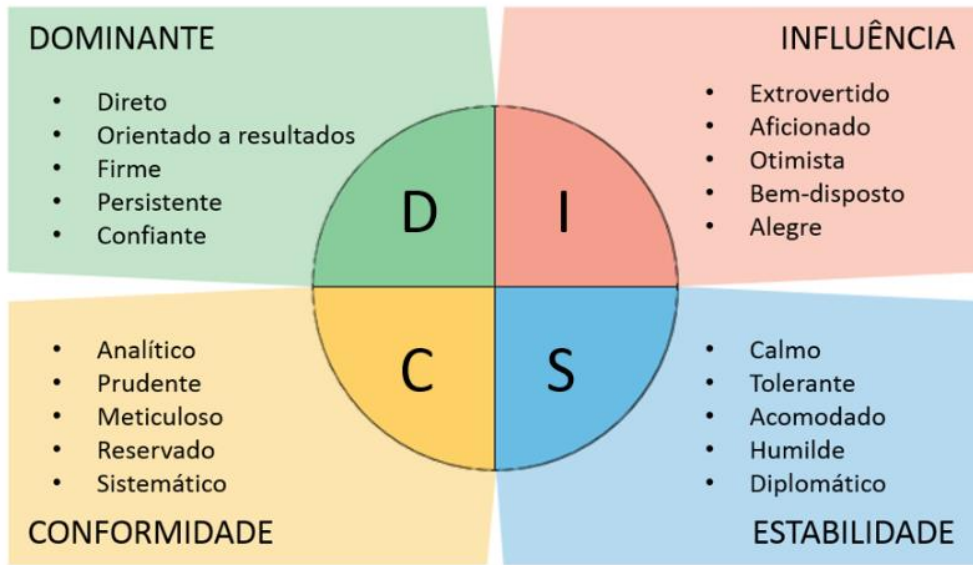 DOMINANTE
• Direto
• Orientado a resultados
• Firme
• Persistente
• Confiante
INFLUÊNCIA
• Extrovertido
• Aficionado
• Otimista
• Bem-disposto
• Alegre
D
I
C
S
• Analítico
• Prudente
• Meticuloso
• Reservado
• Sistemático
CONFORMIDADE
• Calmo
• Tolerante
• Acomodado
• Humilde
• Diplomático
ESTABILIDADE